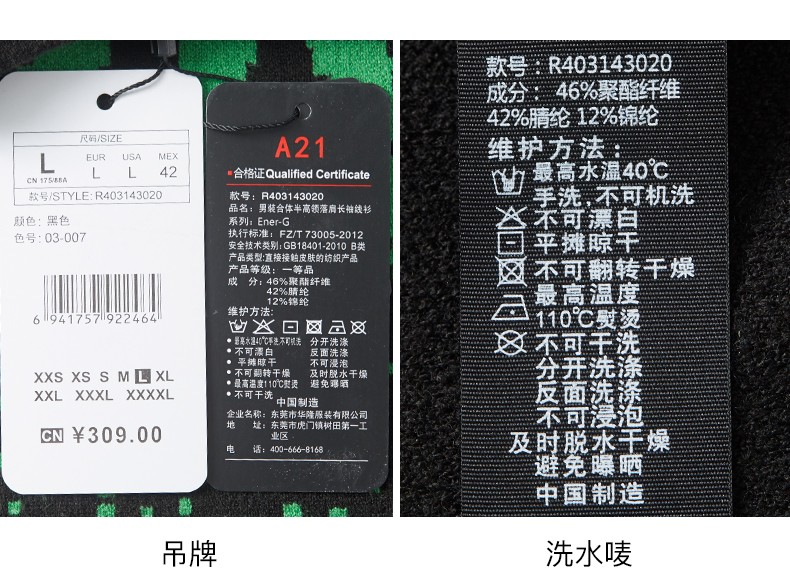 尺码/SIZE
L
CN 175/88A
EUR
L
USA
L
MEX
42
款号/STYLE: R403143020
颜色: 黑色
色号: 03-007
6 941757 922464
XXS XS S M L XL
XXL XXXL XXXXL
CN ¥309.00
A21
合格证Qualified Certificate
款号: R403143020
品名: 男装合体半高领落肩长袖线衫
系列: Ener-G
执行标准: FZ/T 73005-2012
安全技术类别: GB18401-2010 B类
产品类型: 直接接触皮肤的纺织产品
产品等级: 一等品
成 分: 46%聚酯纤维
42%腈纶
12%锦纶
维护方法:
最高水温40℃手洗,不可机洗
不可漂白
平摊晾干
不可翻转干燥
最高温度110℃熨烫
不可干洗
分开洗涤
反面洗涤
不可浸泡
及时脱水干燥
避免曝晒
中国制造
企业名称: 东莞市华隆服装有限公司
地 址: 东莞市虎门镇树田第一工
业区
电 话: 400-666-8168
款号: R403143020
成分: 46%聚酯纤维
42%腈纶 12%锦纶
维护方法:
最高水温40℃
手洗,不可机洗
不可漂白
平摊晾干
不可翻转干燥
最高温度
110℃熨烫
不可干洗
分开洗涤
反面洗涤
不可浸泡
及时脱水干燥
避免曝晒
中国制造
吊牌
洗水唛